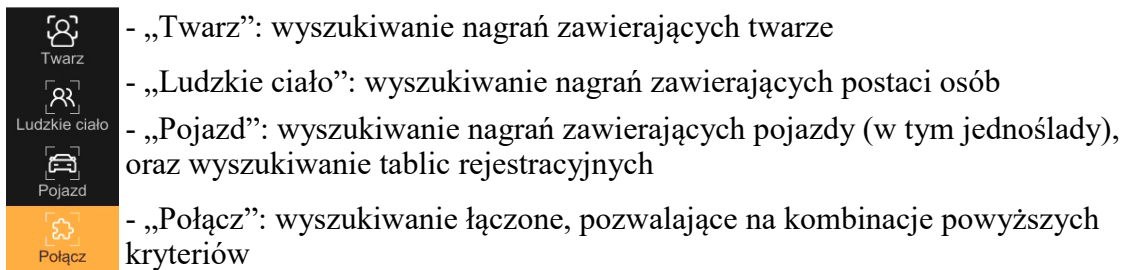 Twarz
- „Twarz”: wyszukiwanie nagrań zawierających twarze
Ludzkie ciało
- „Ludzkie ciało”: wyszukiwanie nagrań zawierających postaci osób
Pojazd
- „Pojazd”: wyszukiwanie nagrań zawierających pojazdy (w tym jednoślady),
oraz wyszukiwanie tablic rejestracyjnych
Połącz
- „Połącz”: wyszukiwanie łączone, pozwalające na kombinacje powyższych
kryteriów